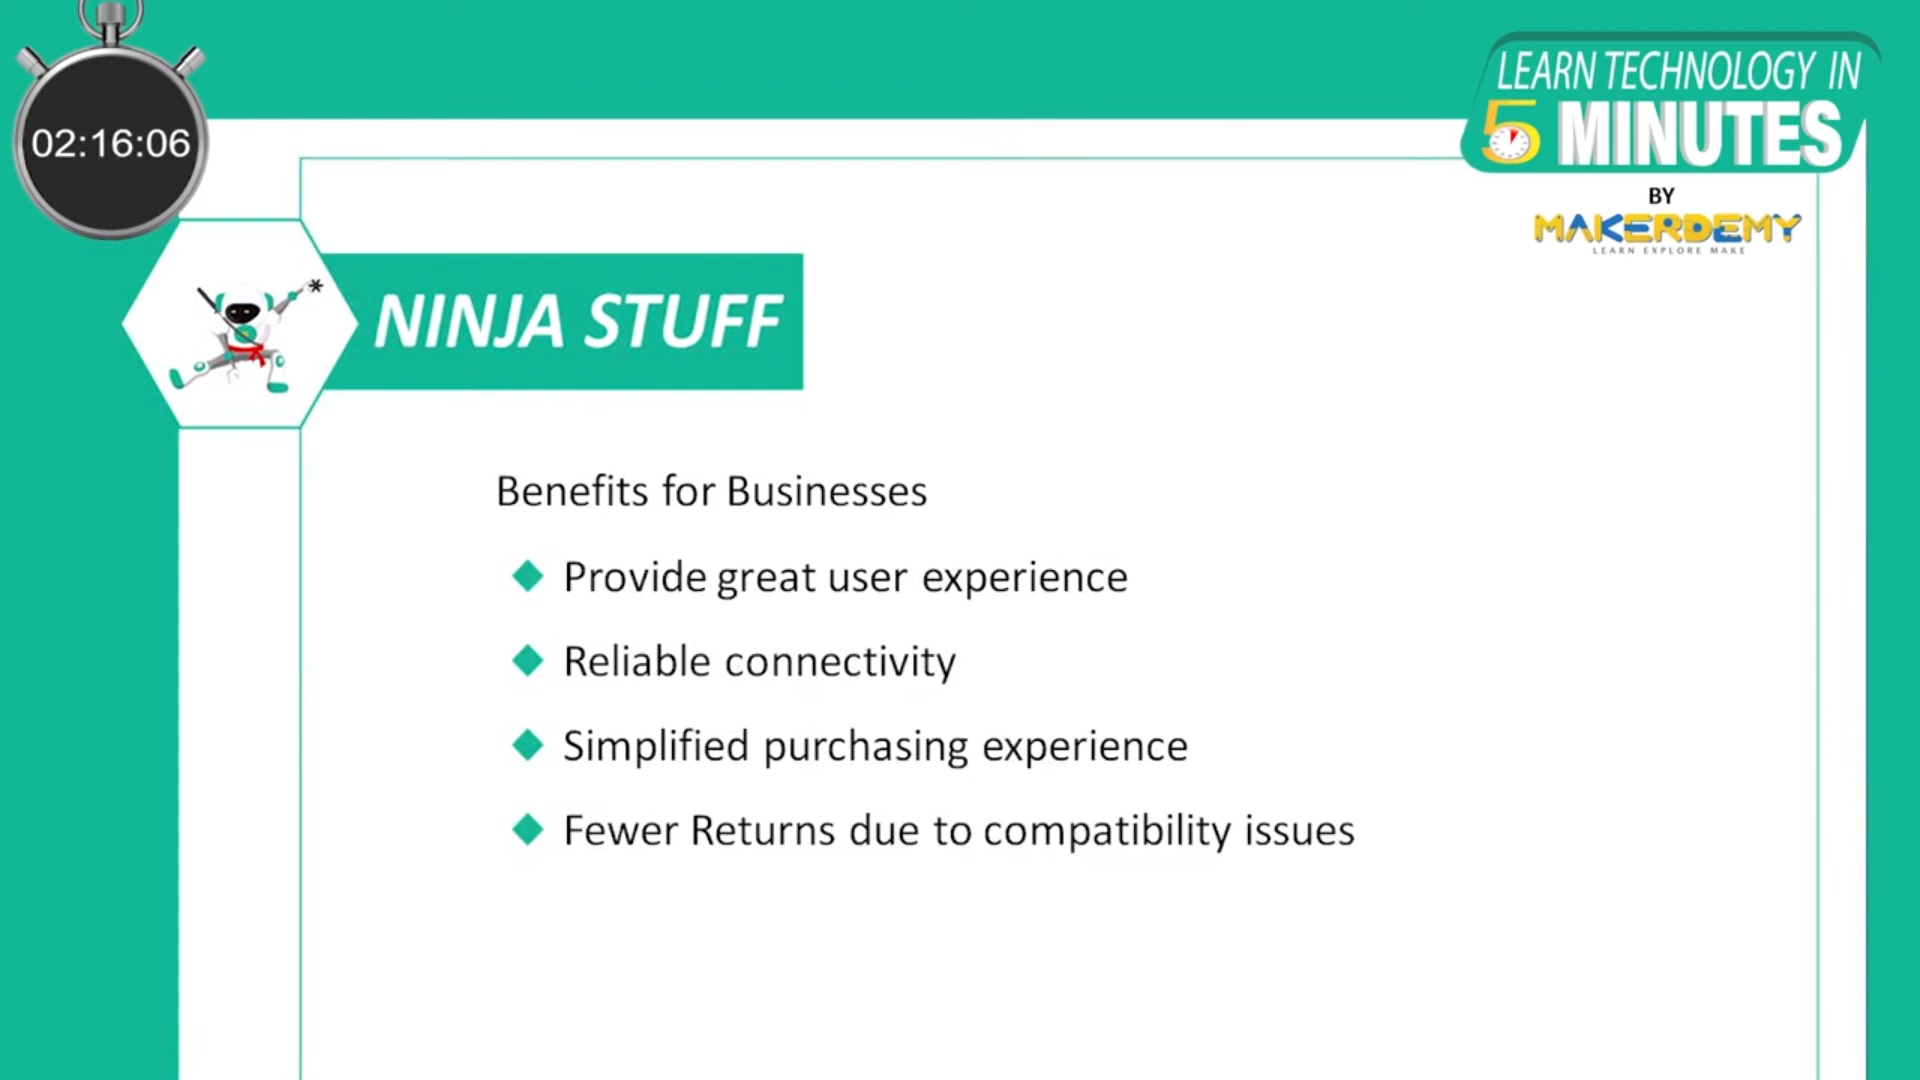 02:16:06
LEARN TECHNOLOGY IN
5 MINUTES
BY
MAKERDEMY
LEARN EXPLORE MAKE
NINJA STUFF
Benefits for Businesses
Provide great user experience
Reliable connectivity
Simplified purchasing experience
Fewer Returns due to compatibility issues